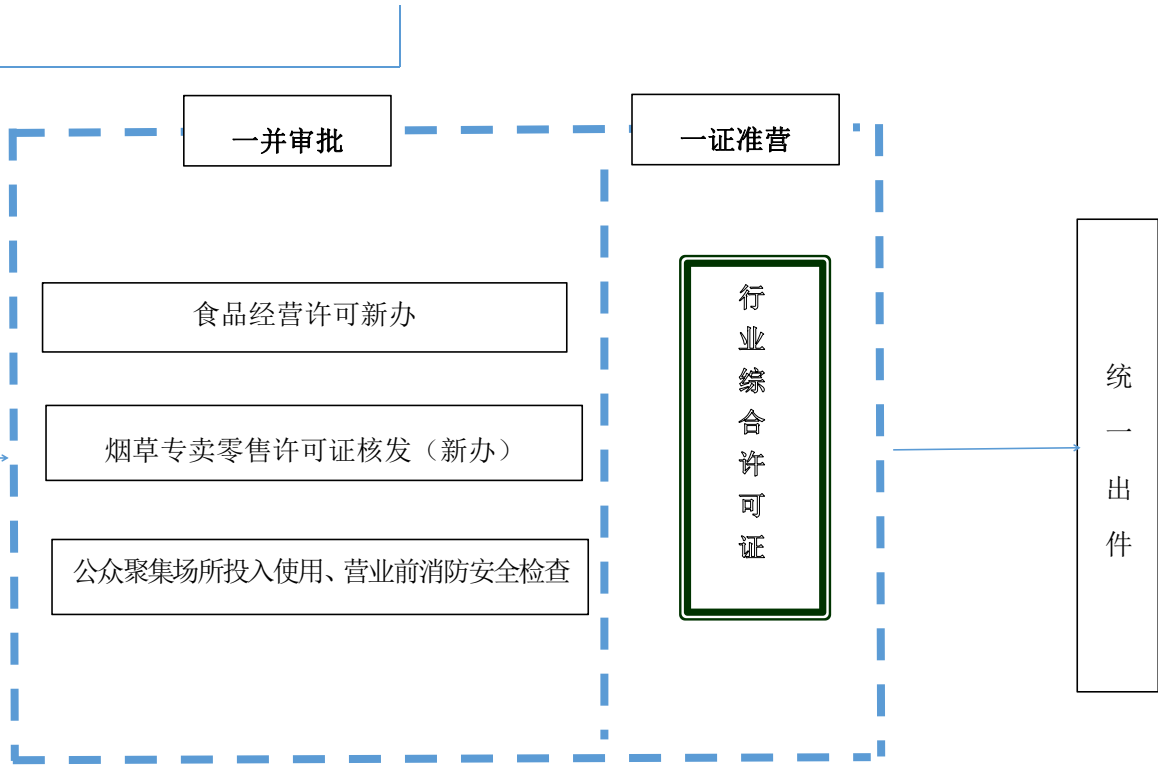 一并审批
一证准营
食品经营许可新办
烟草专卖零售许可证核发（新办）
公众聚集场所投入使用、营业前消防安全检查
行业综合许可证
统一出件